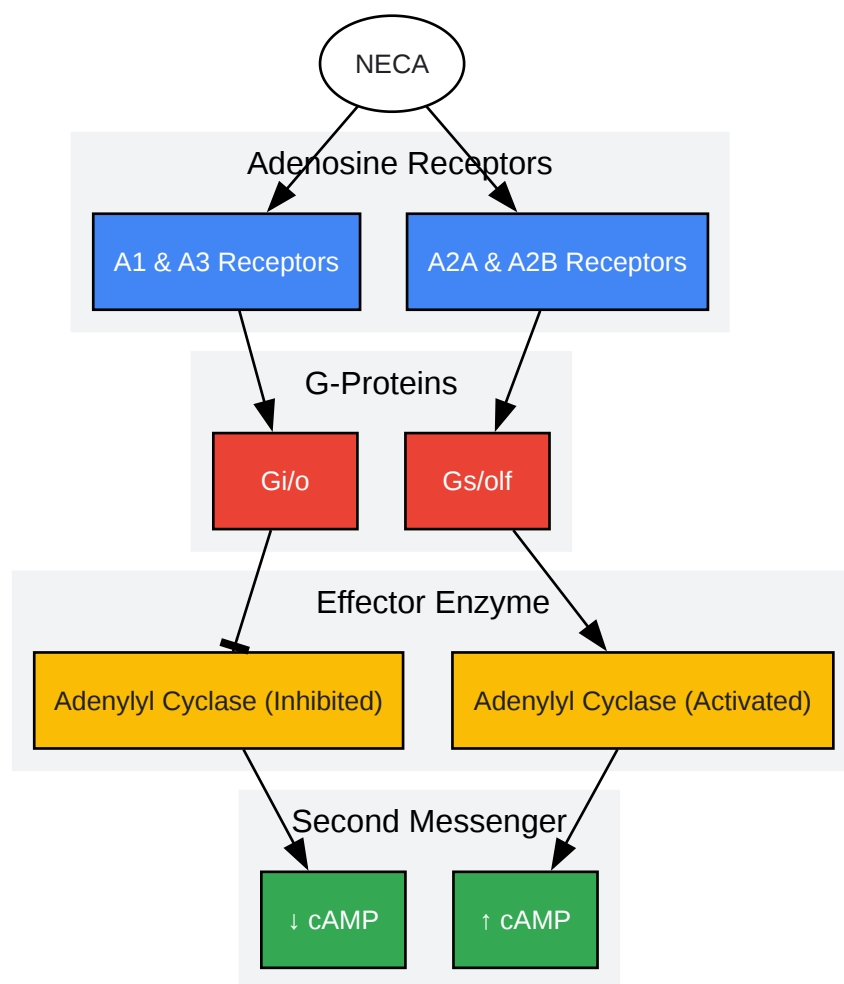 NECA
Adenosine Receptors
A1 & A3 Receptors
A2A & A2B Receptors
G-Proteins
Gi/o
Gs/olf
Effector Enzyme
Adenylyl Cyclase (Inhibited)
Adenylyl Cyclase (Activated)
Second Messenger
↓ cAMP
↑ cAMP